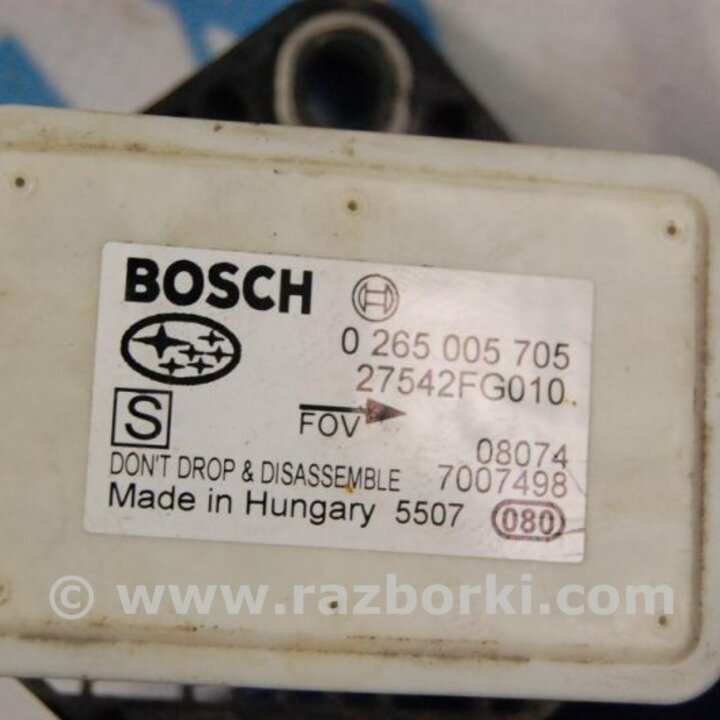 BOSCH
0 265 005 705
27542FG010
S
FOV
08074
DON'T DROP & DISASSEMBLE 7007498
Made in Hungary 5507 080
© www.razborki.com